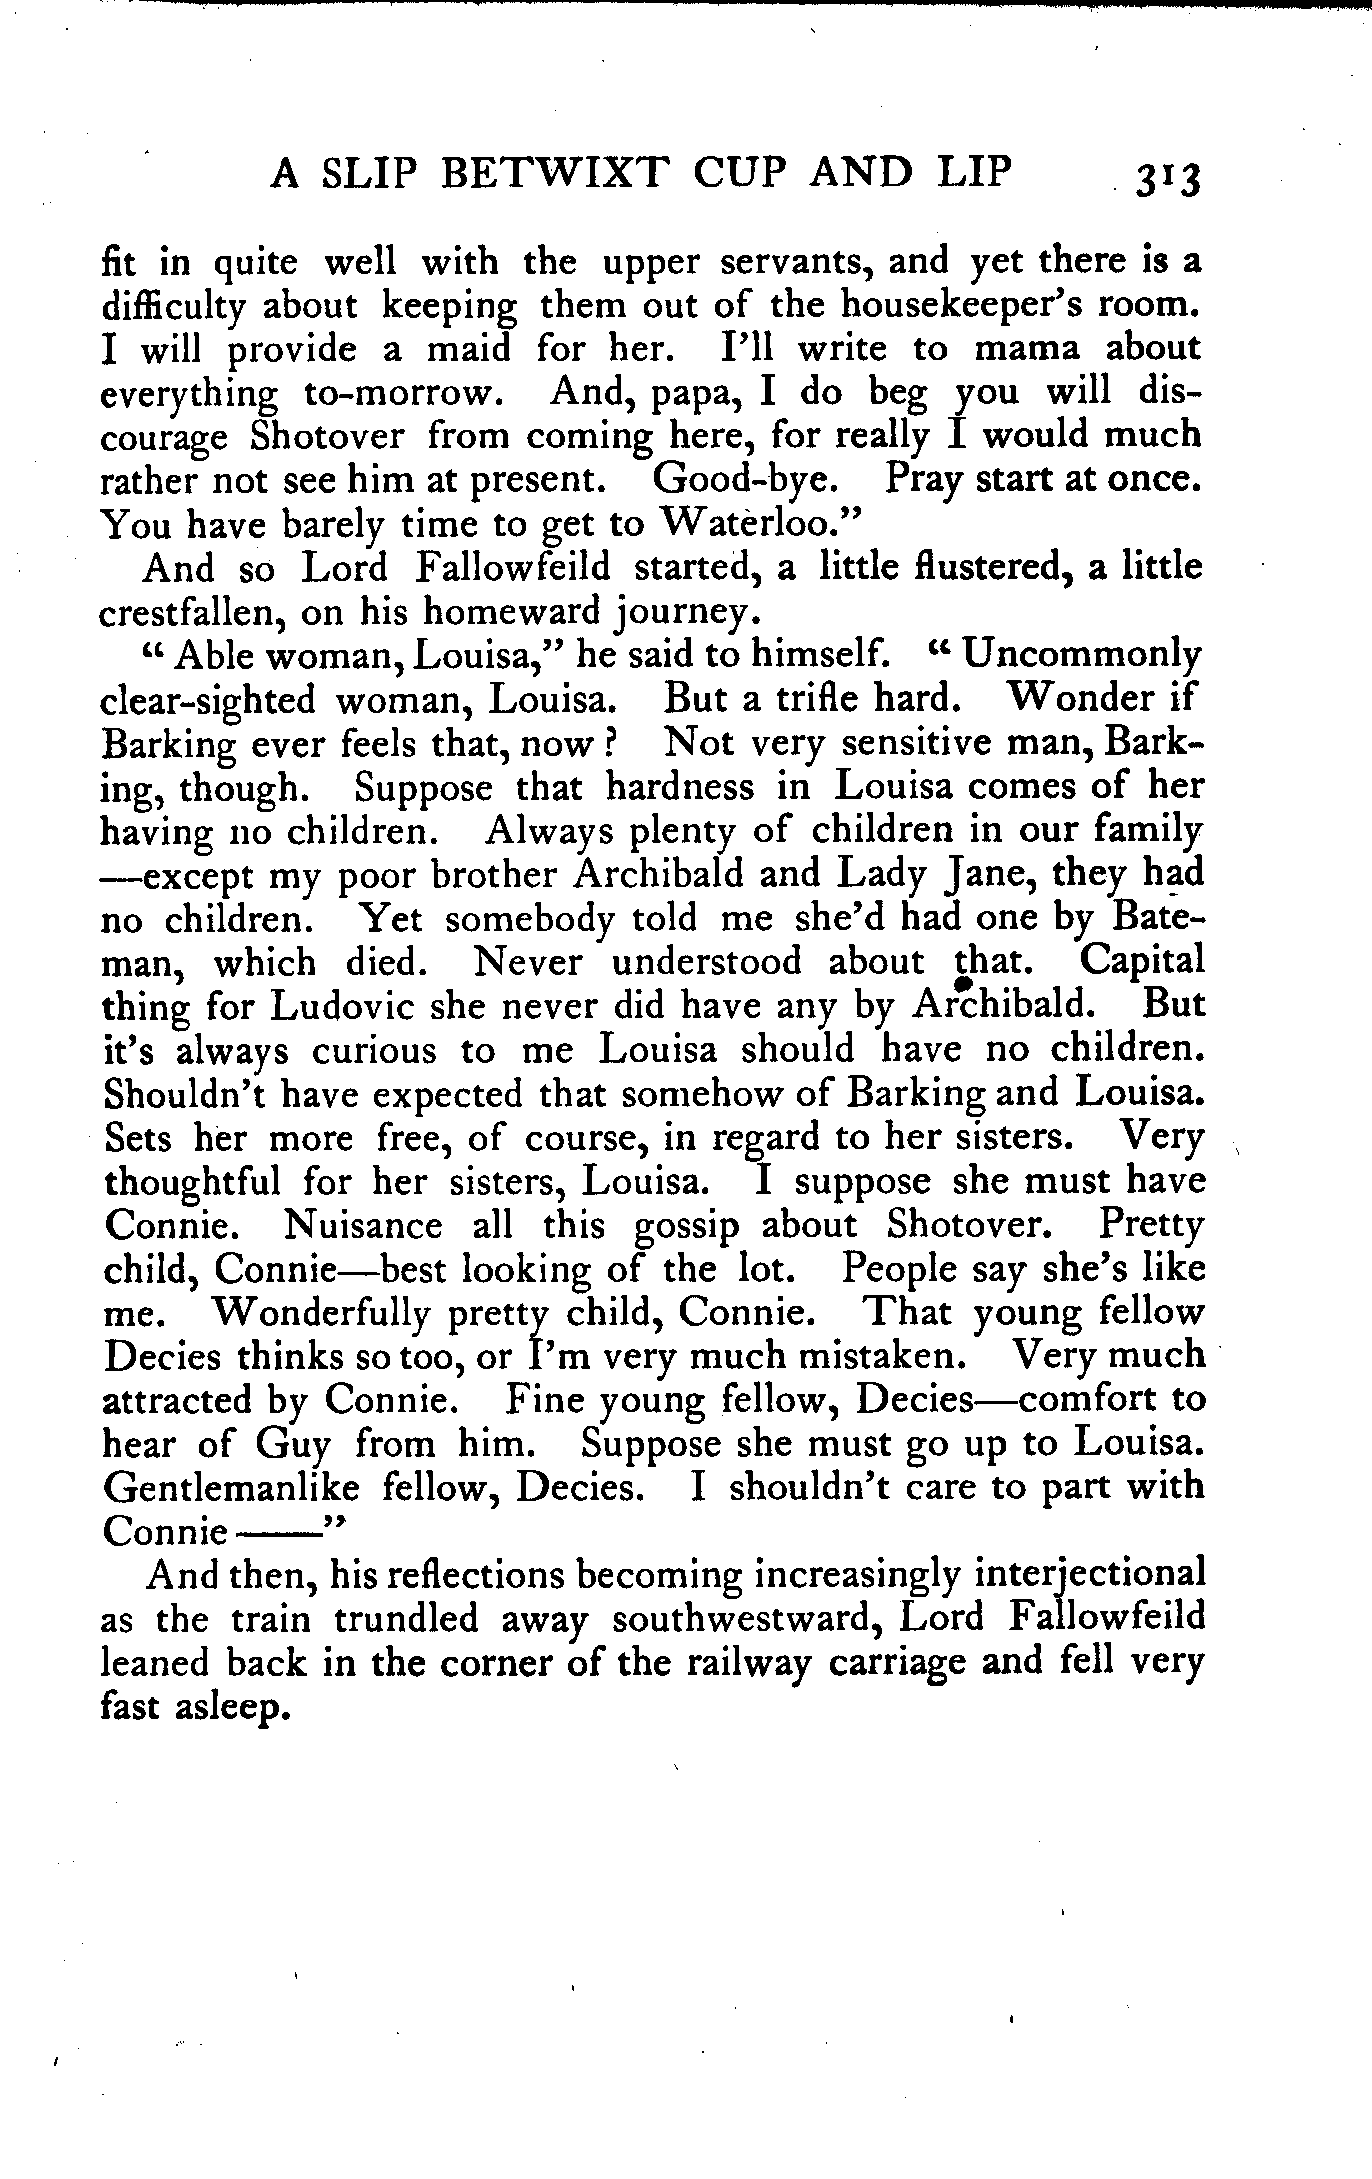 A SLIP BETWIXT CUP AND LIP 313
fit in quite well with the upper servants, and yet there is a
difficulty about keeping them out of the housekeeper's room.
I will provide a maid for her. I'll write to mama about
everything to-morrow. And, papa, I do beg you will dis-
courage Shotover from coming here, for really I would much
rather not see him at present. Good-bye. Pray start at once.
You have barely time to get to Waterloo."
And so Lord Fallowfeild started, a little flustered, a little
crestfallen, on his homeward journey.
"Able woman, Louisa," he said to himself. "Uncommonly
clear-sighted woman, Louisa. But a trifle hard. Wonder if
Barking ever feels that, now? Not very sensitive man, Bark-
ing, though. Suppose that hardness in Louisa comes of her
having no children. Always plenty of children in our family
—except my poor brother Archibald and Lady Jane, they had
no children. Yet somebody told me she'd had one by Bate-
man, which died. Never understood about that. Capital
thing for Ludovic she never did have any by Archibald. But
it's always curious to me Louisa should have no children.
Shouldn't have expected that somehow of Barking and Louisa.
Sets her more free, of course, in regard to her sisters. Very
thoughtful for her sisters, Louisa. I suppose she must have
Connie. Nuisance all this gossip about Shotover. Pretty
child, Connie—best looking of the lot. People say she's like
me. Wonderfully pretty child, Connie. That young fellow
Decies thinks so too, or I'm very much mistaken. Very much
attracted by Connie. Fine young fellow, Decies—comfort to
hear of Guy from him. Suppose she must go up to Louisa.
Gentlemanlike fellow, Decies. I shouldn't care to part with
Connie——"
And then, his reflections becoming increasingly interjectional
as the train trundled away southwestward, Lord Fallowfeild
leaned back in the corner of the railway carriage and fell very
fast asleep.